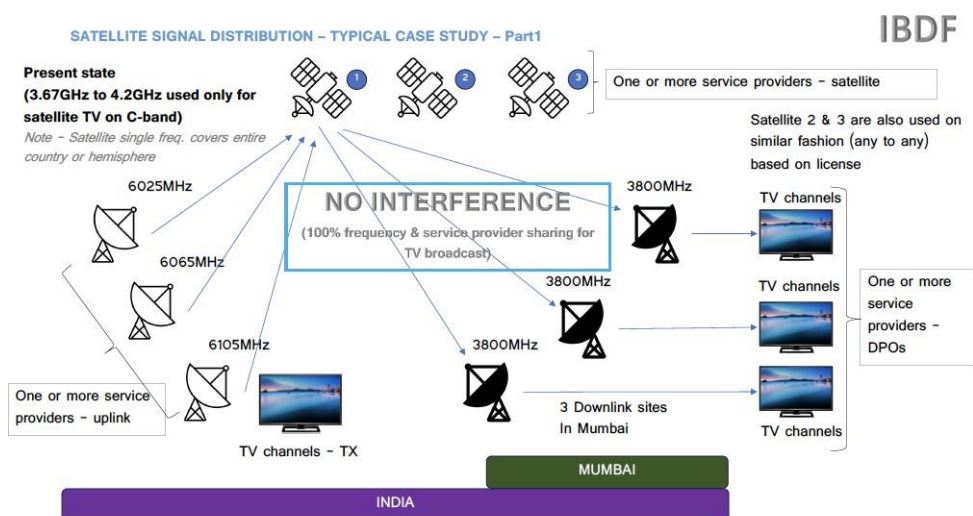 IBDF
SATELLITE SIGNAL DISTRIBUTION – TYPICAL CASE STUDY – Part1
Present state
(3.67GHz to 4.2GHz used only for
satellite TV on C-band)
Note – Satellite single freq. covers entire
country or hemisphere
1
2
3
One or more service providers – satellite
Satellite 2 & 3 are also used on
similar fashion (any to any)
based on license
6025MHz
6065MHz
6105MHz
NO INTERFERENCE
(100% frequency & service provider sharing for
TV broadcast)
3800MHz
3800MHz
3800MHz
TV channels
TV channels
TV channels
One or more
service
providers –
DPOs
One or more service
providers – uplink
TV channels – TX
3 Downlink sites
In Mumbai
MUMBAI
INDIA